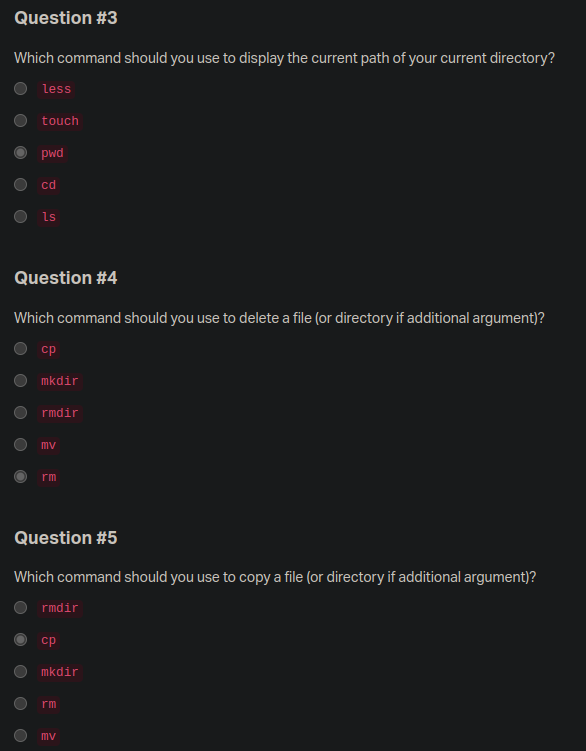 Question #3
Which command should you use to display the current path of your current directory?
less
touch
pwd
cd
ls
Question #4
Which command should you use to delete a file (or directory if additional argument)?
cp
mkdir
rmdir
mv
rm
Question #5
Which command should you use to copy a file (or directory if additional argument)?
rmdir
cp
mkdir
rm
mv